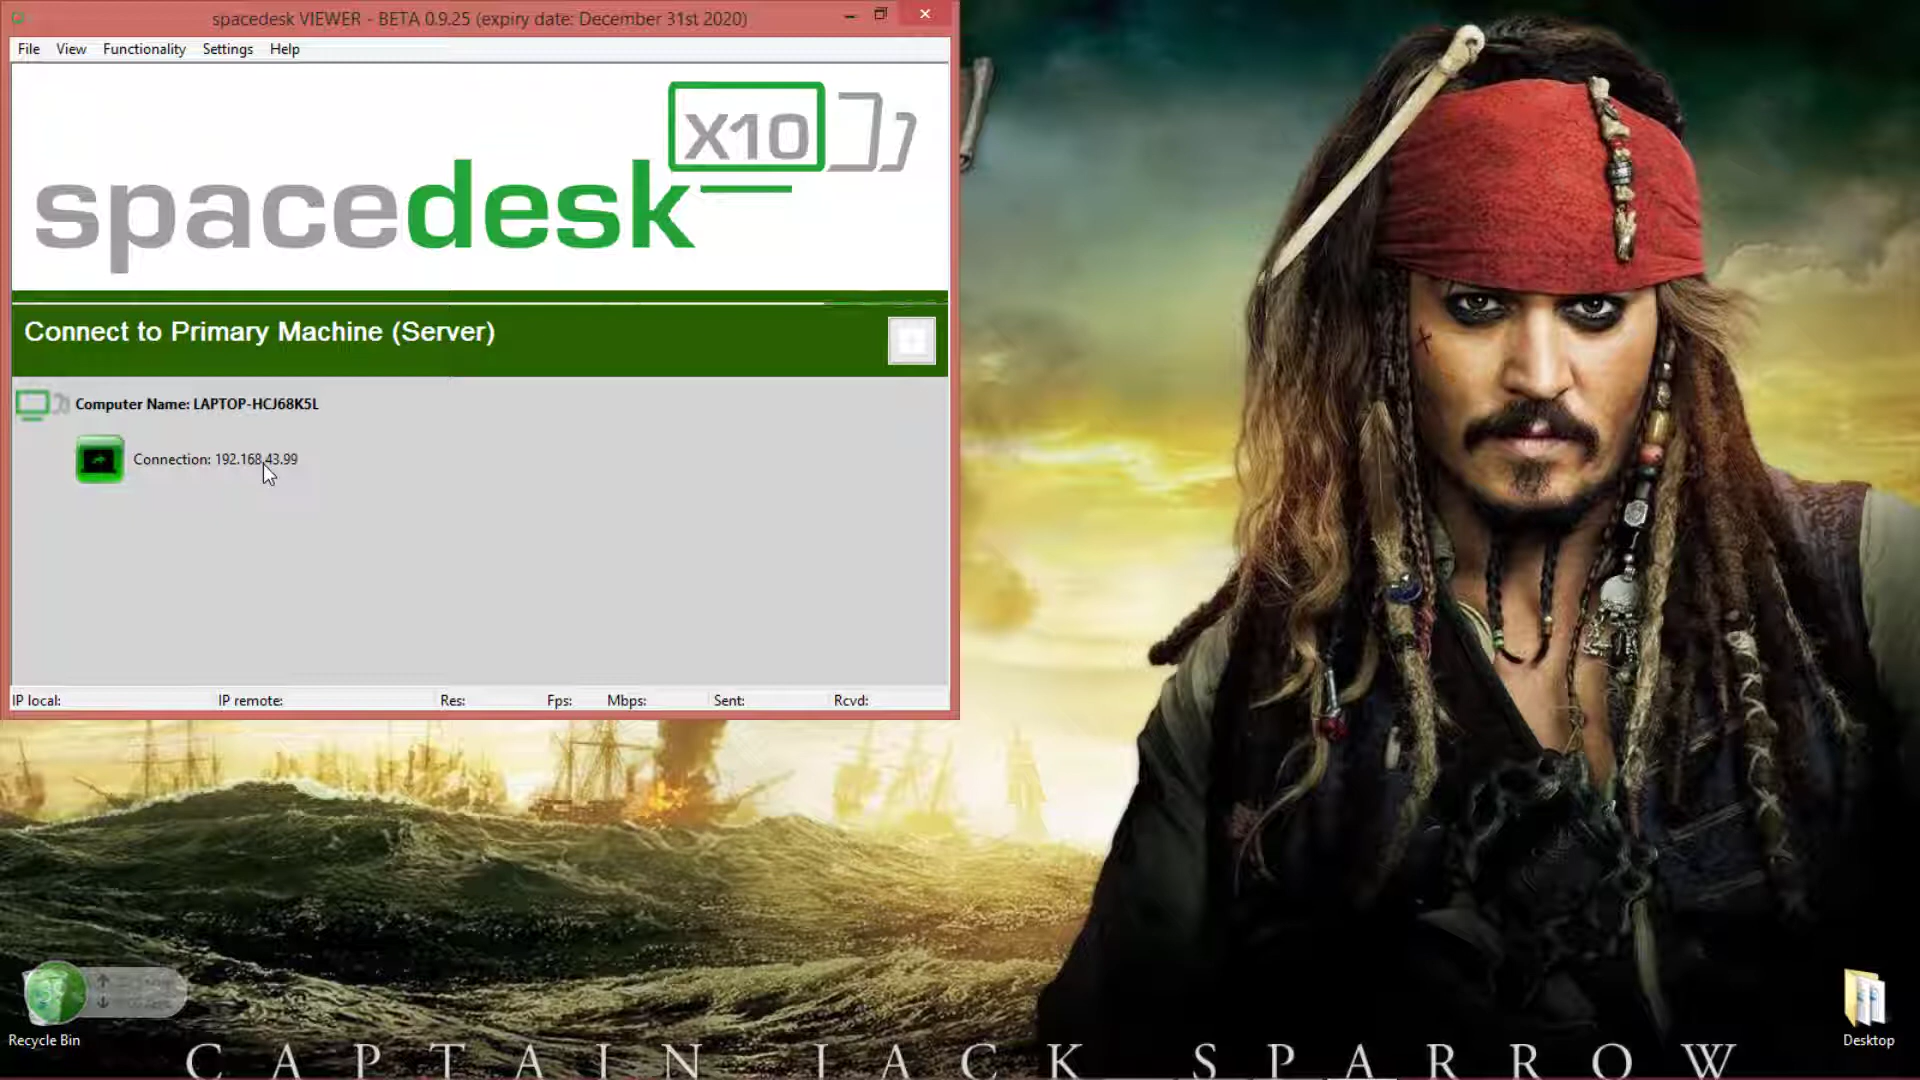 spacedesk VIEWER - BETA 0.9.25 (expiry date: December 31st 2020)
File View Functionality Settings Help
X10
spacedesk
Connect to Primary Machine (Server)
Computer Name: LAPTOP-HCJ68K5L
Connection: 192.168.43.99
IP local: IP remote: Res: Fps: Mbps: Sent: Rcvd:
Recycle Bin
Desktop
CAPTAIN JACK SPARROW